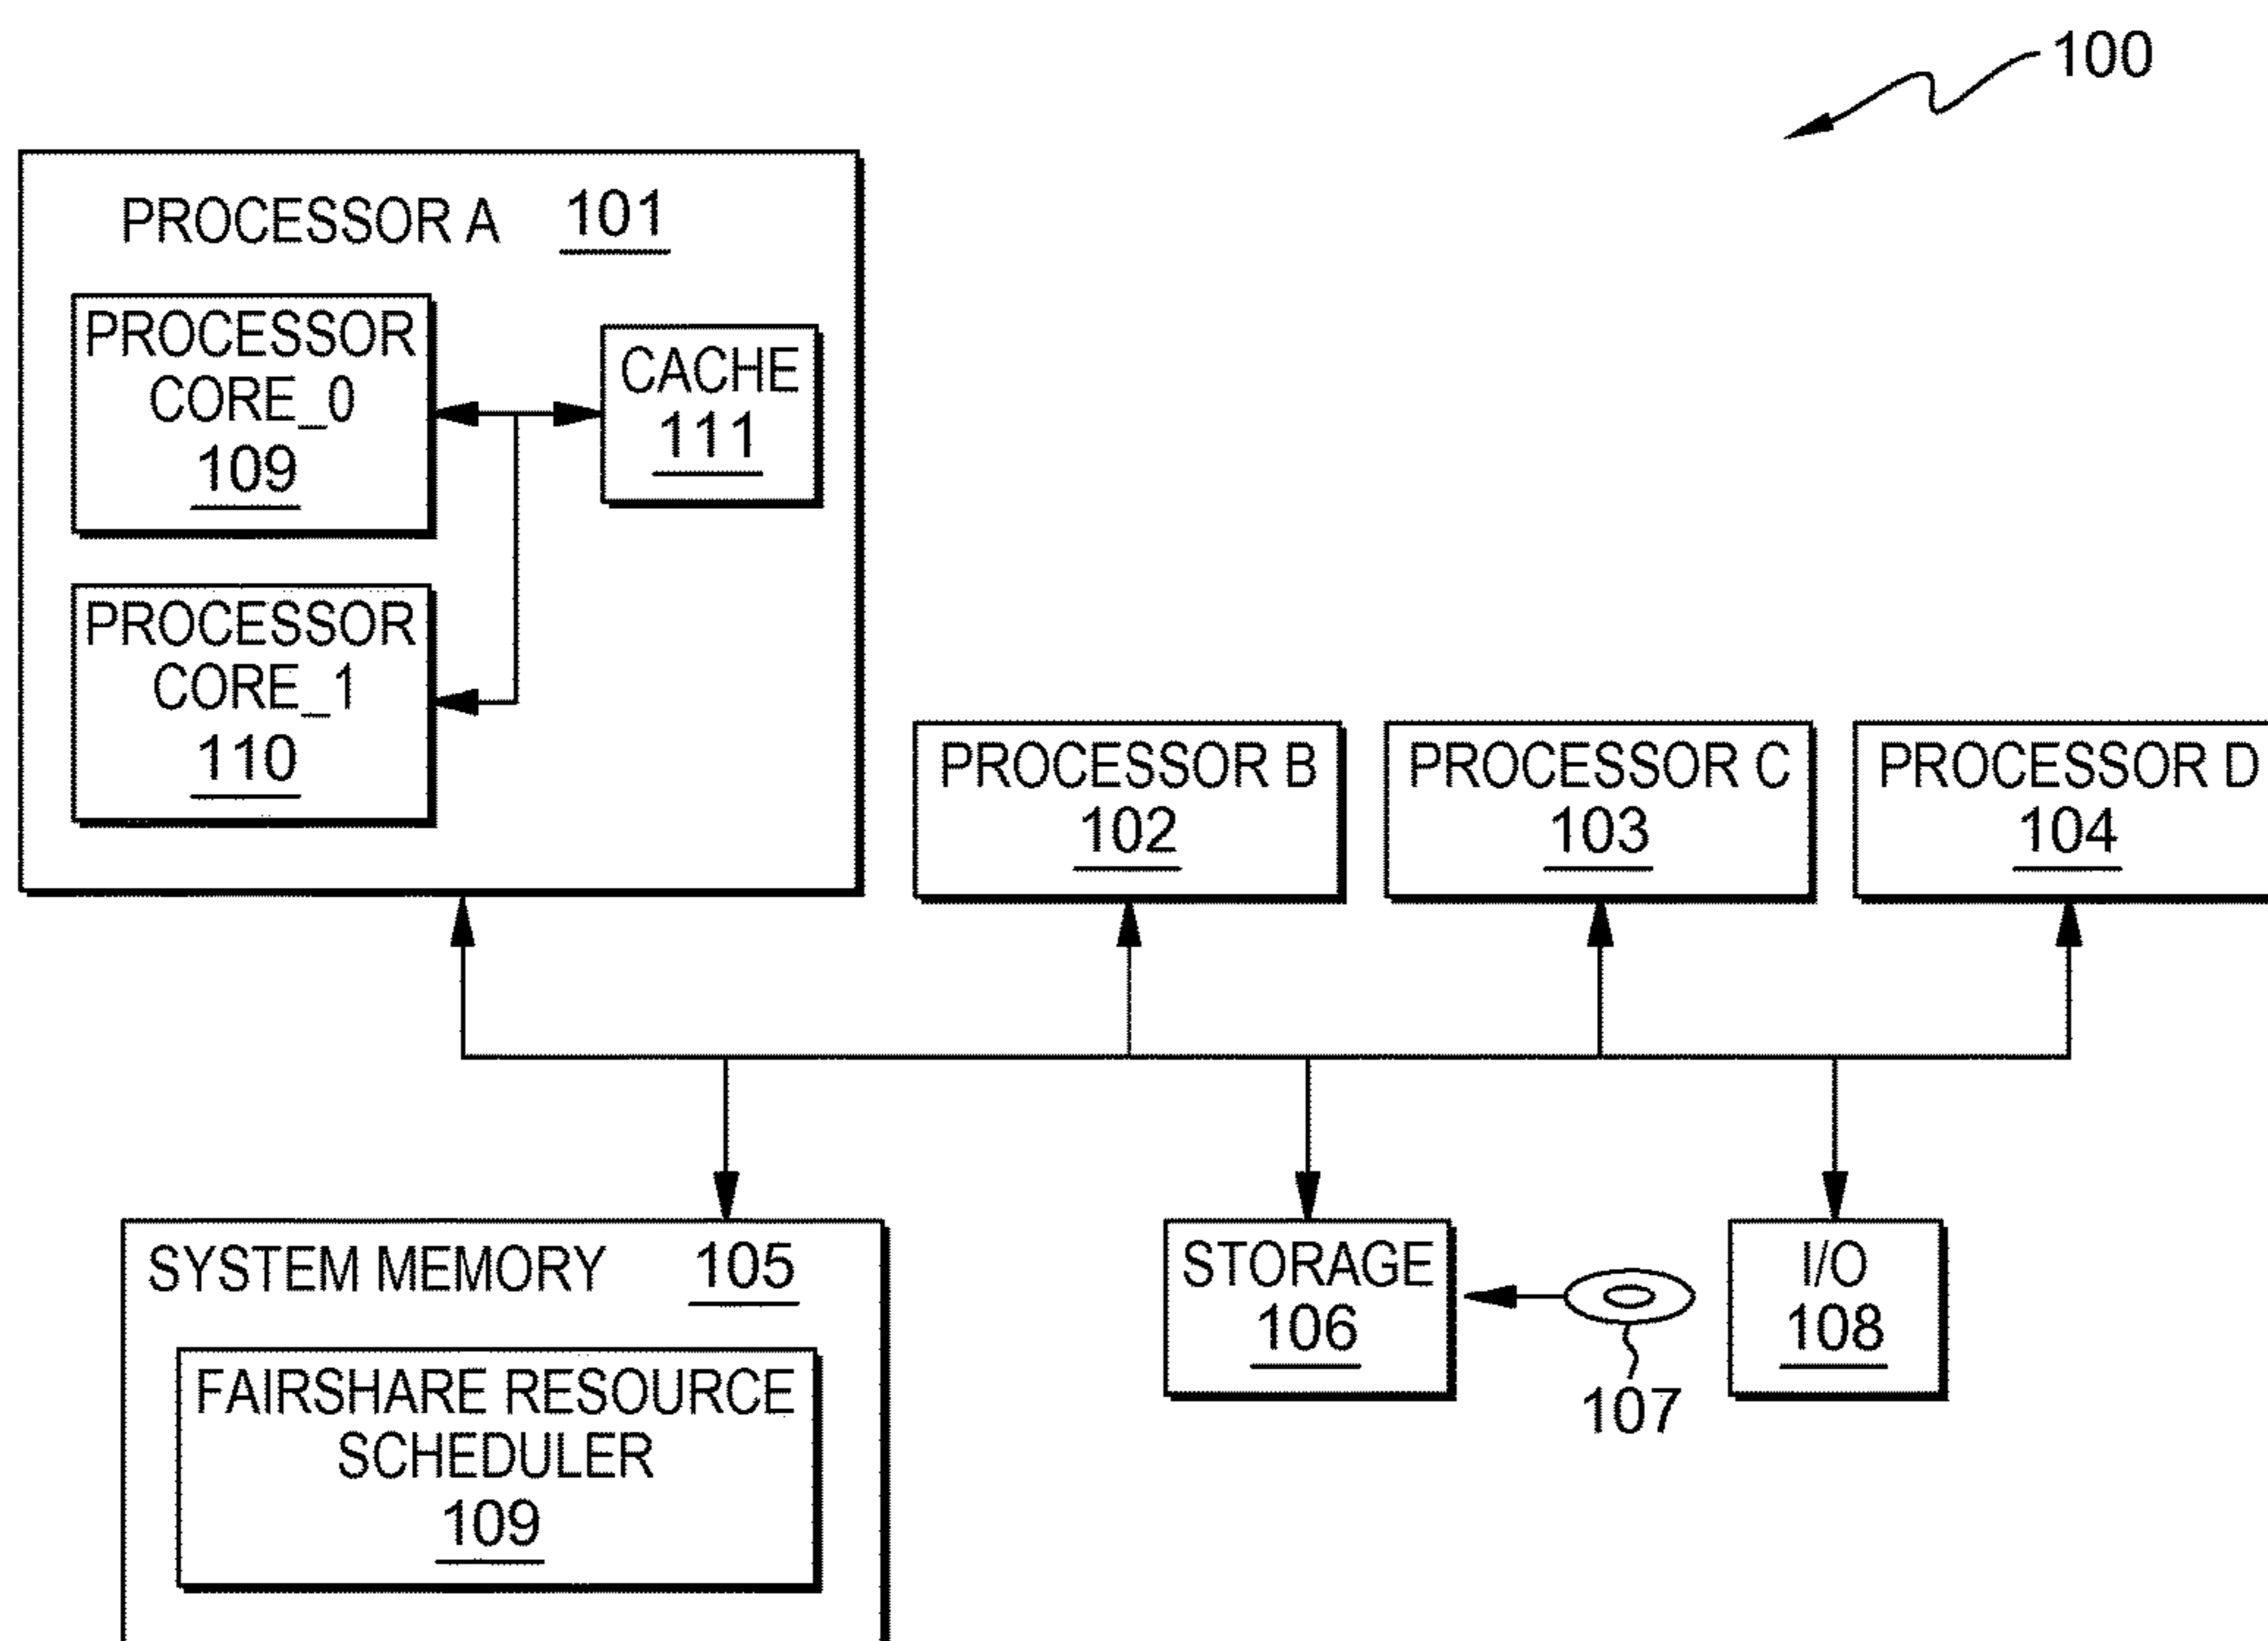 100
PROCESSOR A 101
PROCESSOR
CORE_0
109
CACHE
111
PROCESSOR
CORE_1
110
PROCESSOR B
102
PROCESSOR C
103
PROCESSOR D
104
SYSTEM MEMORY 105
FAIRSHARE RESOURCE
SCHEDULER
109
STORAGE
106
107
I/O
108